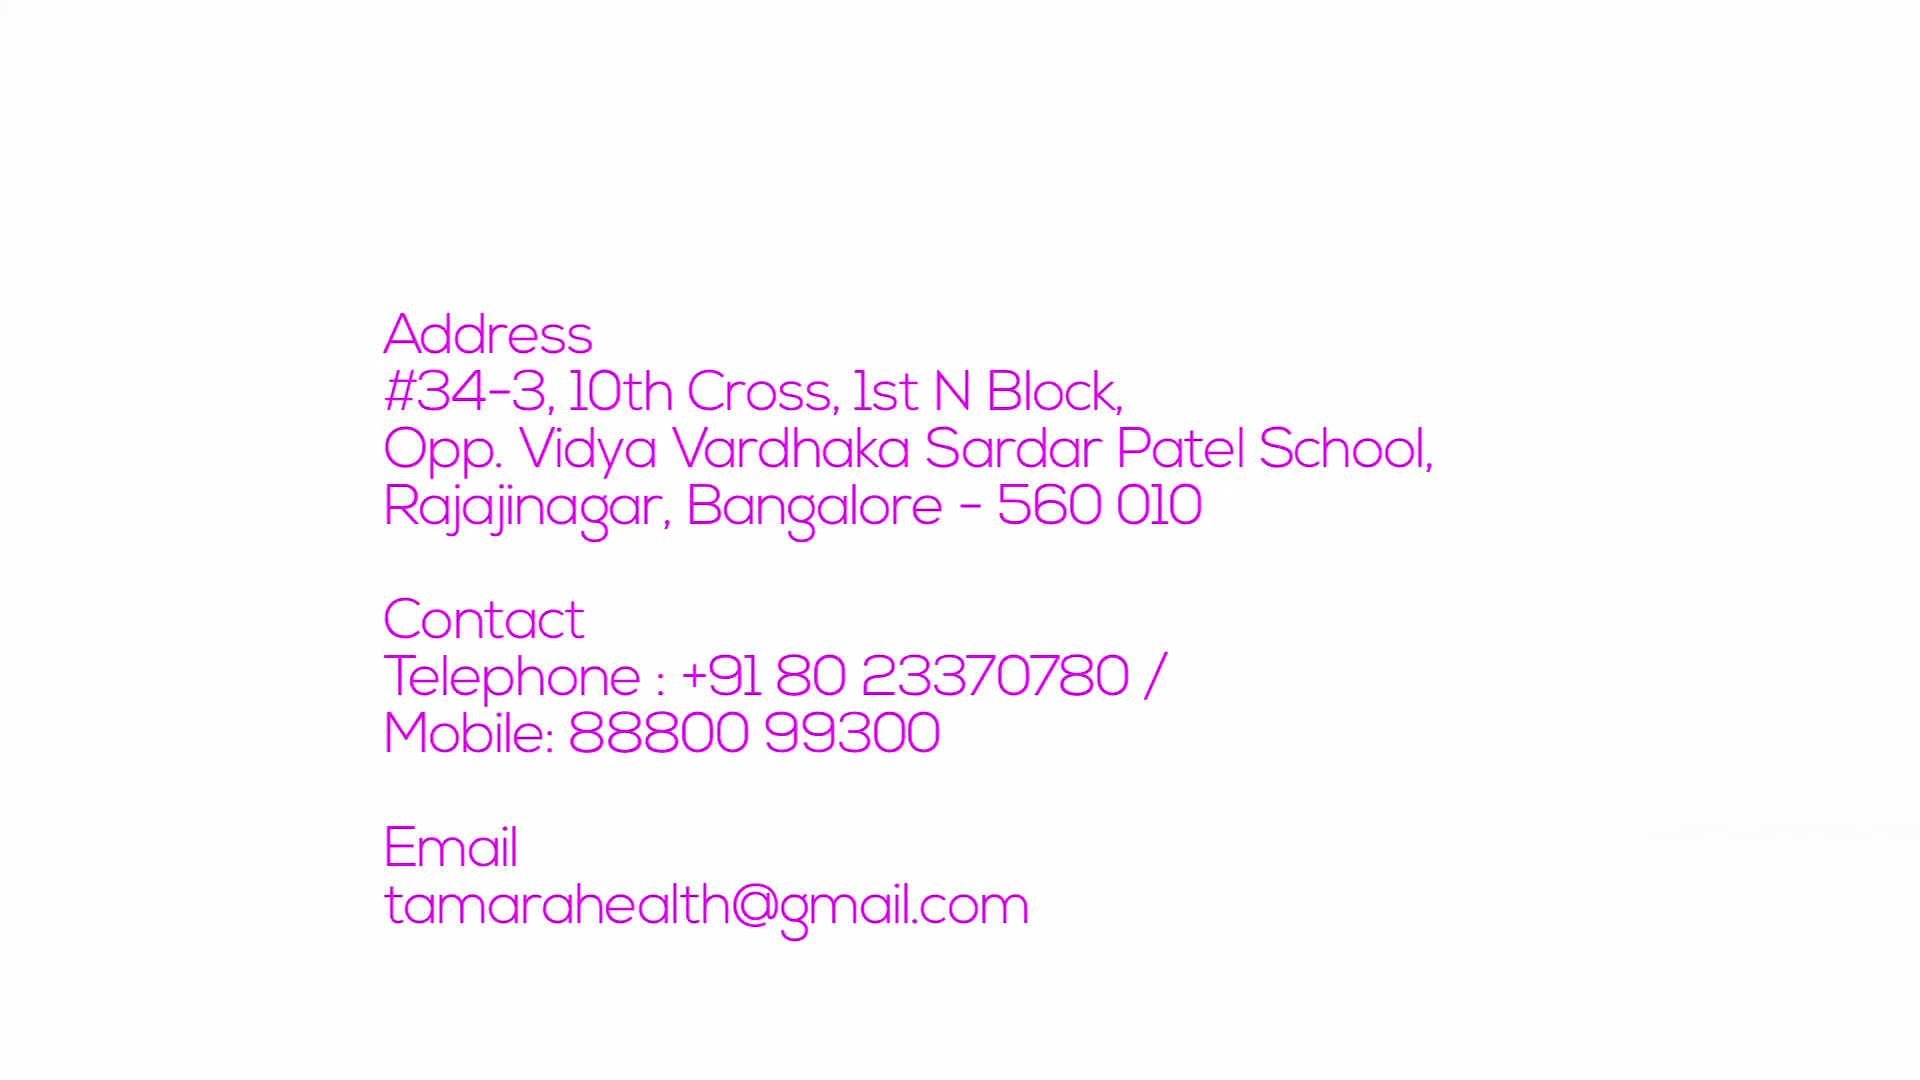 Address
#34-3, 10th Cross, 1st N Block,
Opp. Vidya Vardhaka Sardar Patel School,
Rajajinagar, Bangalore - 560 010
Contact
Telephone : +91 80 23370780 /
Mobile: 88800 99300
Email
tamarahealth@gmail.com